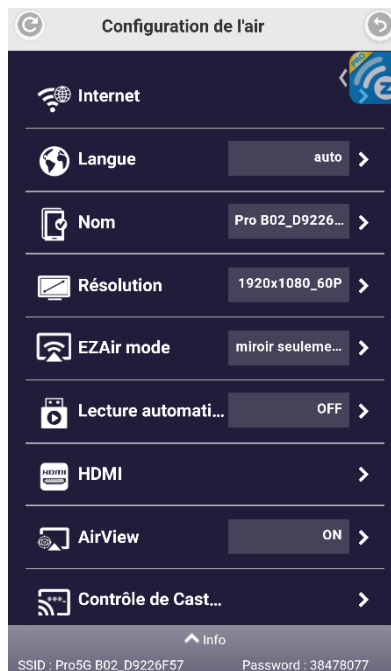 Configuration de l'air
PRO
Internet
Langue auto
Nom Pro B02_D9226...
Résolution 1920x1080_60P
EZAir mode miroir seuleme...
Lecture automati... OFF
HDMI HDMI
AirView ON
Contrôle de Cast...
Info
SSID : Pro5G B02_D9226F57 Password : 38478077